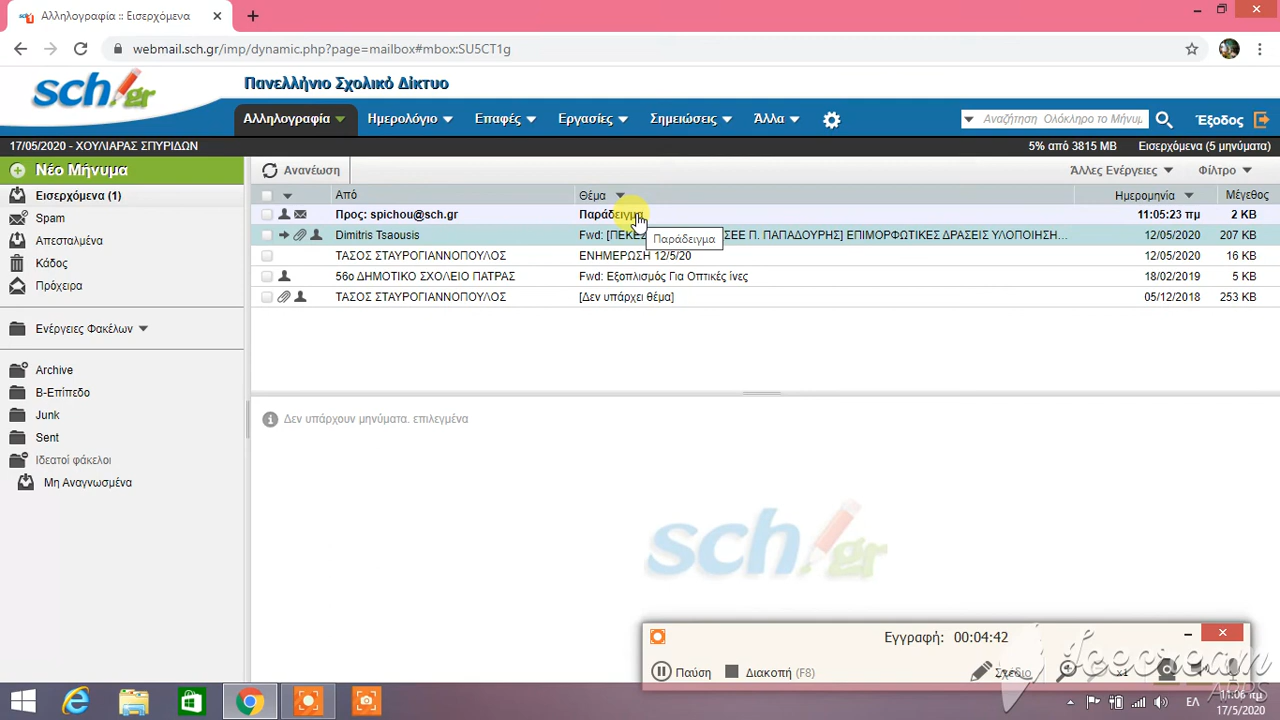 Αλληλογραφία :: Εισερχόμενα
webmail.sch.gr/imp/dynamic.php?page=mailbox#mbox:SU5CT1g
sch.gr
Πανελλήνιο Σχολικό Δίκτυο
Αλληλογραφία Ημερολόγιο Επαφές Εργασίες Σημειώσεις Άλλα Αναζήτηση Ολόκληρο το Μήνυμ Έξοδος
17/05/2020 - ΧΟΥΛΙΑΡΑΣ ΣΠΥΡΙΔΩΝ 5% από 3815 MB Εισερχόμενα (5 μηνύματα)
Νέο Μήνυμα
Ανανέωση Άλλες Ενέργειες Φίλτρο
Εισερχόμενα (1)
Spam
Απεσταλμένα
Κάδος
Πρόχειρα
Ενέργειες Φακέλων
Archive
Β-Επίπεδο
Junk
Sent
Ιδεατοί φάκελοι
Μη Αναγνωσμένα
Από Θέμα Ημερομηνία Μέγεθος
Προς: spichou@sch.gr Παράδειγμα 11:05:23 πμ 2 KB
Dimitris Tsaousis Fwd: [ΠΕΚΕΣ ΣΕΕ Π. ΠΑΠΑΔΟΥΡΗΣ] ΕΠΙΜΟΡΦΩΤΙΚΕΣ ΔΡΑΣΕΙΣ ΥΛΟΠΟΙΗΣΗ... 12/05/2020 207 KB
Παράδειγμα
ΤΑΣΟΣ ΣΤΑΥΡΟΓΙΑΝΝΟΠΟΥΛΟΣ ΕΝΗΜΕΡΩΣΗ 12/5/20 12/05/2020 16 KB
56ο ΔΗΜΟΤΙΚΟ ΣΧΟΛΕΙΟ ΠΑΤΡΑΣ Fwd: Εξοπλισμός Για Οπτικές ίνες 18/02/2019 5 KB
ΤΑΣΟΣ ΣΤΑΥΡΟΓΙΑΝΝΟΠΟΥΛΟΣ [Δεν υπάρχει θέμα] 05/12/2018 253 KB
Δεν υπάρχουν μηνύματα. επιλεγμένα
sch.gr
Εγγραφή: 00:04:42
Παύση Διακοπή (F8) Σχέδιο x1
Icecream
APPS
ΕΛ 11:06 πμ
17/5/2020